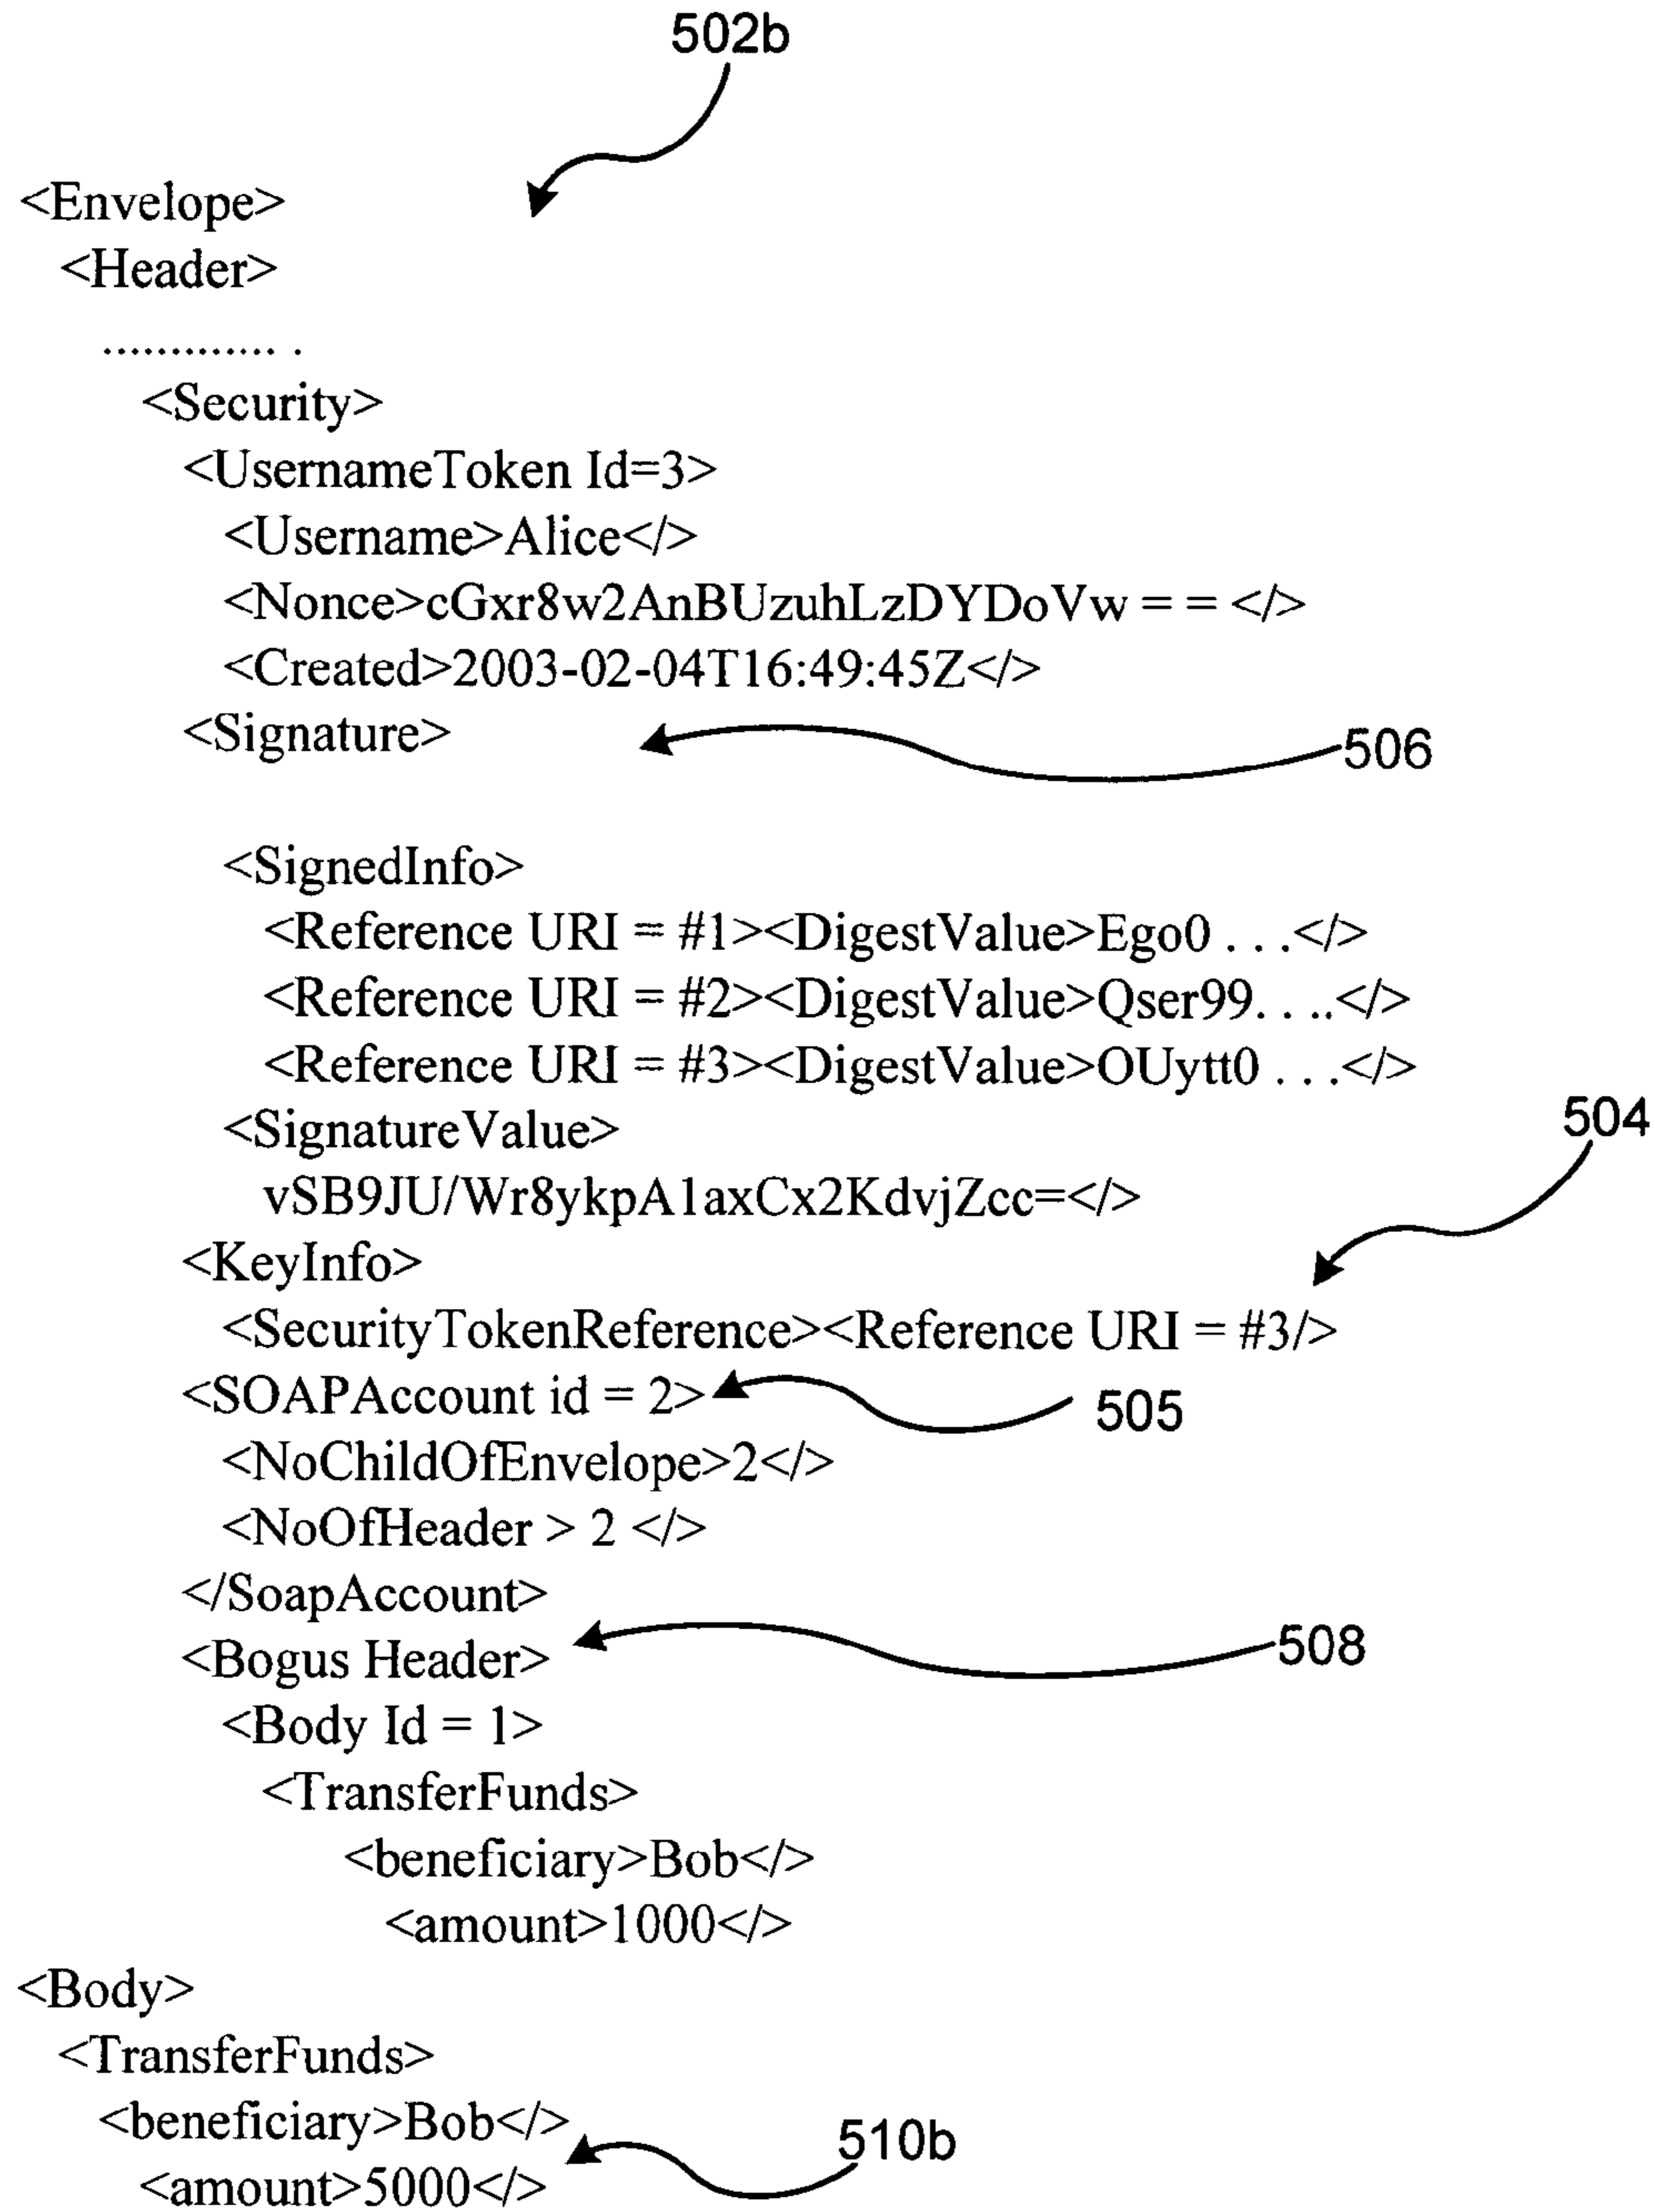 502b
<Envelope>
<Header>
............. .
<Security>
<UsernameToken Id=3>
<Username>Alice</>
<Nonce>cGxr8w2AnBUzuhLzDYDoVw = = </>
<Created>2003-02-04T16:49:45Z</>
<Signature>
506
<SignedInfo>
<Reference URI = #1><DigestValue>Ego0 . . .</>
<Reference URI = #2><DigestValue>Qser99. . ..</>
<Reference URI = #3><DigestValue>OUytt0 . . .</>
<SignatureValue>
504
vSB9JU/Wr8ykpA1axCx2KdvjZcc=</>
<KeyInfo>
<SecurityTokenReference><Reference URI = #3/>
<SOAPAccount id = 2>
505
<NoChildOfEnvelope>2</>
<NoOfHeader > 2 </>
</SoapAccount>
<Bogus Header>
508
<Body Id = 1>
<TransferFunds>
<beneficiary>Bob</>
<amount>1000</>
<Body>
<TransferFunds>
<beneficiary>Bob</>
510b
<amount>5000</>